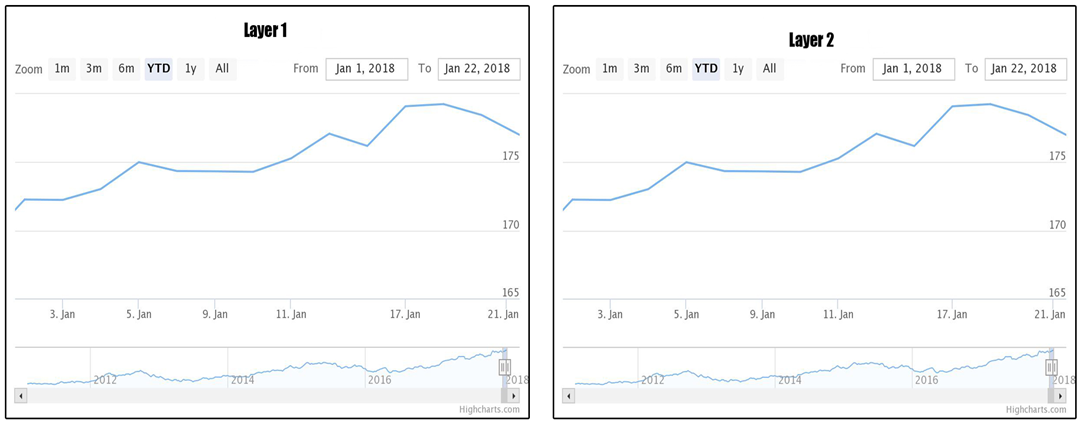 Layer 1
Zoom 1m 3m 6m YTD 1y All From Jan 1, 2018 To Jan 22, 2018
175
170
165
3. Jan 5. Jan 9. Jan 11. Jan 17. Jan 21. Jan
2012 2014 2016 2018
Highcharts.com
Layer 2
Zoom 1m 3m 6m YTD 1y All From Jan 1, 2018 To Jan 22, 2018
175
170
165
3. Jan 5. Jan 9. Jan 11. Jan 17. Jan 21. Jan
2012 2014 2016 2018
Highcharts.com